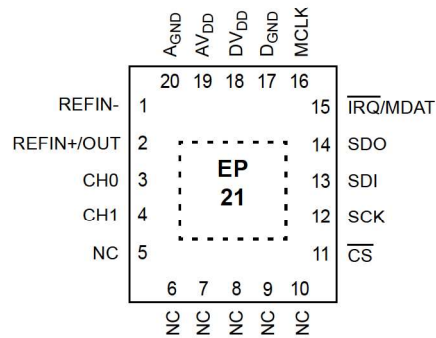 AGND AVDD DVDD DGND MCLK
20 19 18 17 16
REFIN- 1 15 IRQ/MDAT
REFIN+/OUT 2 14 SDO
CH0 3 13 SDI
CH1 4 12 SCK
NC 5 11 CS
EP
21
6 7 8 9 10
NC NC NC NC NC